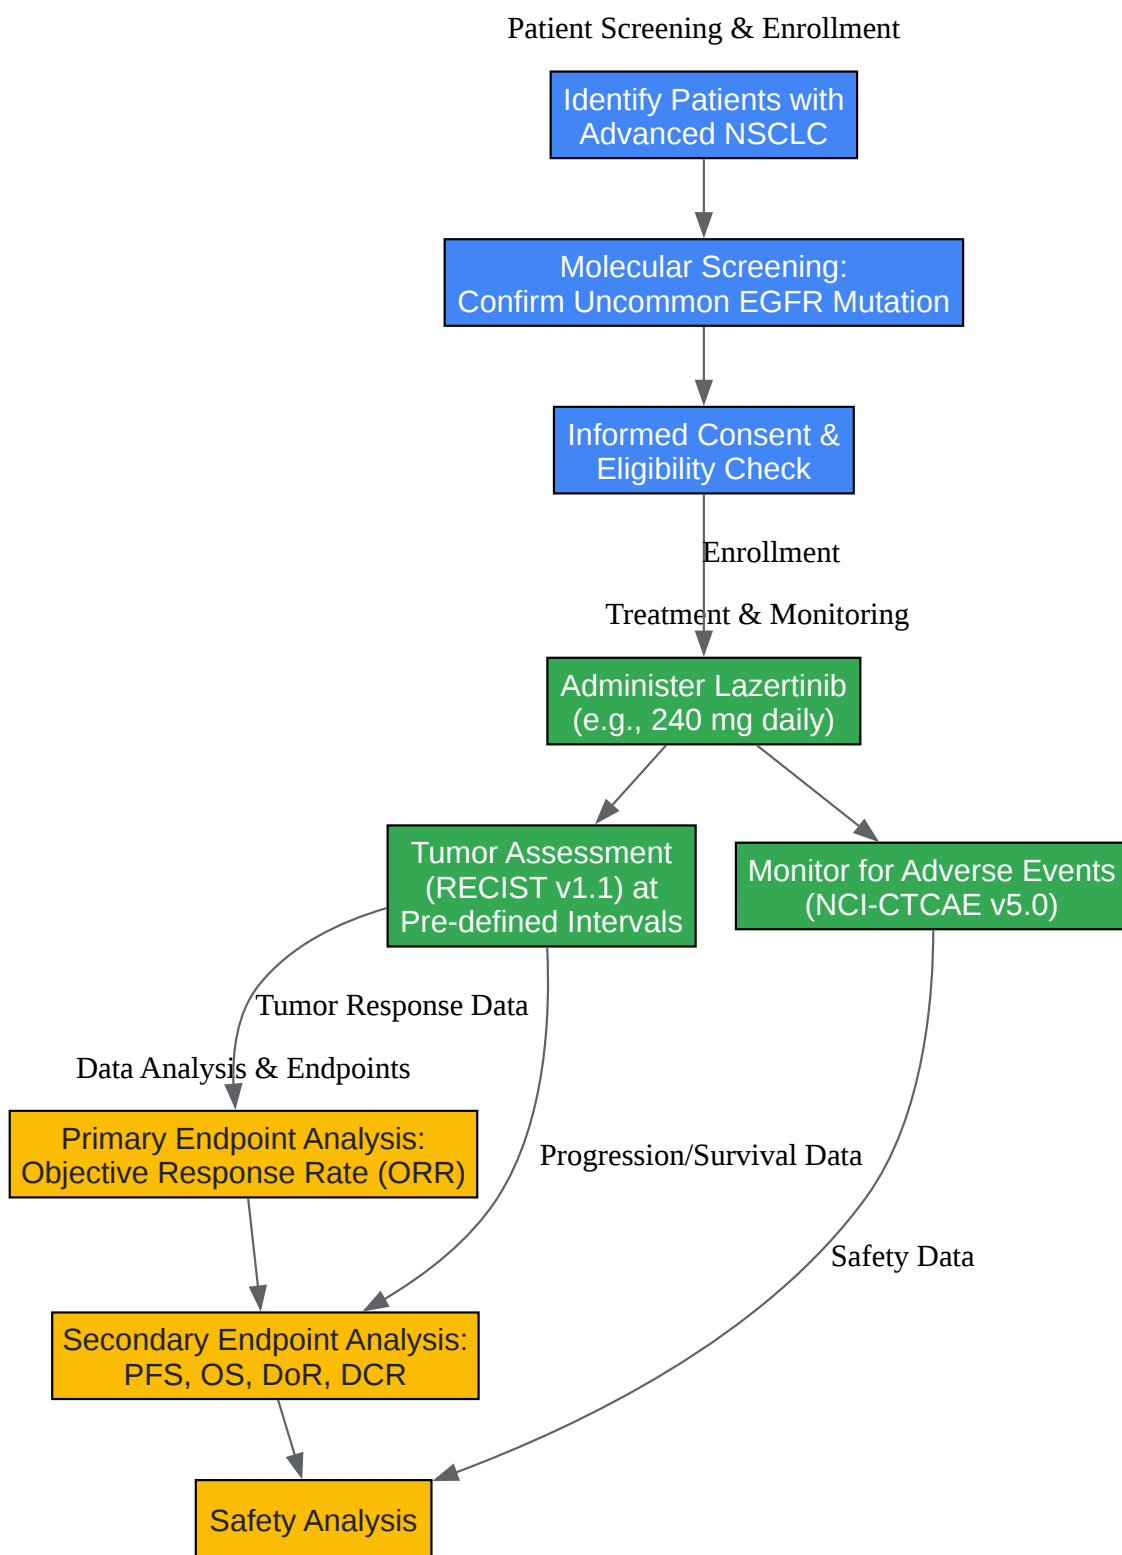 Patient Screening & Enrollment
Identify Patients with
Advanced NSCLC
Molecular Screening:
Confirm Uncommon EGFR Mutation
Informed Consent &
Eligibility Check
Enrollment
Treatment & Monitoring
Administer Lazertinib
(e.g., 240 mg daily)
Tumor Assessment
(RECIST v1.1) at
Pre-defined Intervals
Monitor for Adverse Events
(NCI-CTCAE v5.0)
Tumor Response Data
Data Analysis & Endpoints
Primary Endpoint Analysis:
Objective Response Rate (ORR)
Progression/Survival Data
Safety Data
Secondary Endpoint Analysis:
PFS, OS, DoR, DCR
Safety Analysis